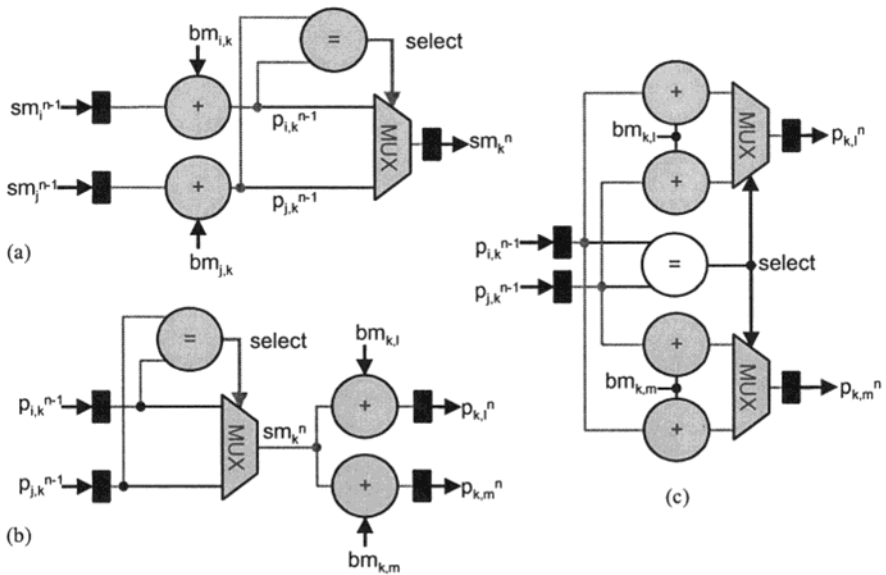 bm_{i,k}
=
select
sm_i^{n-1}
+
p_{i,k}^{n-1}
MUX
sm_k^n
sm_j^{n-1}
+
p_{j,k}^{n-1}
bm_{j,k}
(a)
=
select
bm_{k,l}
p_{i,k}^{n-1}
MUX
sm_k^n
+
p_{k,l}^n
p_{j,k}^{n-1}
+
p_{k,m}^n
bm_{k,m}
(b)
+
bm_{k,l}
MUX
p_{k,l}^n
+
p_{i,k}^{n-1}
=
select
p_{j,k}^{n-1}
+
bm_{k,m}
MUX
p_{k,m}^n
+
(c)